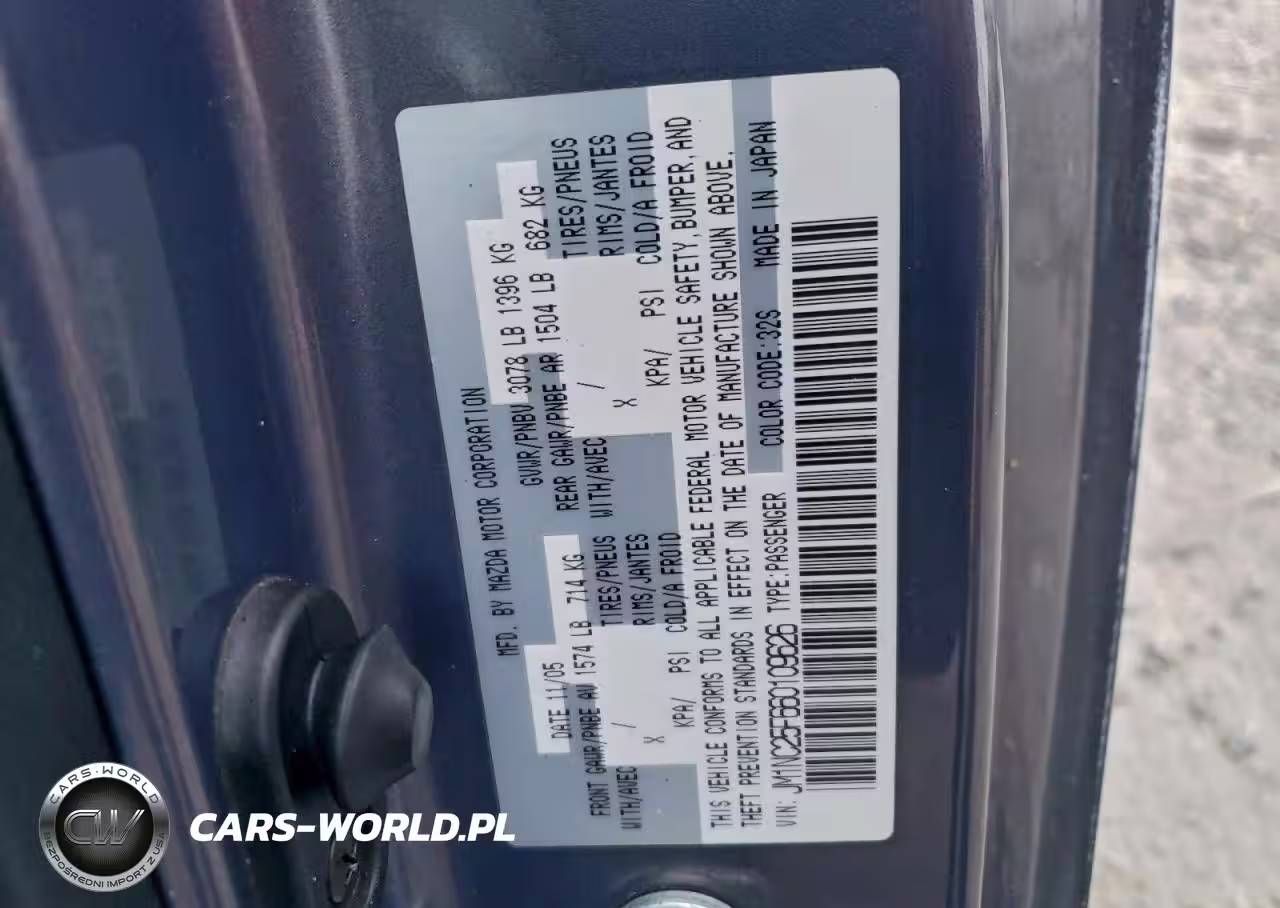 MFD. BY MAZDA MOTOR CORPORATION
DATE 11/05
GVWR/PNBV 3078 LB 1396 KG
FRONT GAWR/PNBE AV 1574 LB 714 KG
REAR GAWR/PNBE AR 1504 LB 682 KG
WITH/AVEC / TIRES/PNEUS
X RIMS/JANTES
KPA/ PSI COLD/A FROID
WITH/AVEC / TIRES/PNEUS
X RIMS/JANTES
KPA/ PSI COLD/A FROID
THIS VEHICLE CONFORMS TO ALL APPLICABLE FEDERAL MOTOR VEHICLE SAFETY, BUMPER, AND
THEFT PREVENTION STANDARDS IN EFFECT ON THE DATE OF MANUFACTURE SHOWN ABOVE.
VIN: JM1NC25F660109626 TYPE:PASSENGER COLOR CODE:32S MADE IN JAPAN
CARS-WORLD
CW
BEZPOŚREDNI IMPORT Z USA
CARS-WORLD.PL